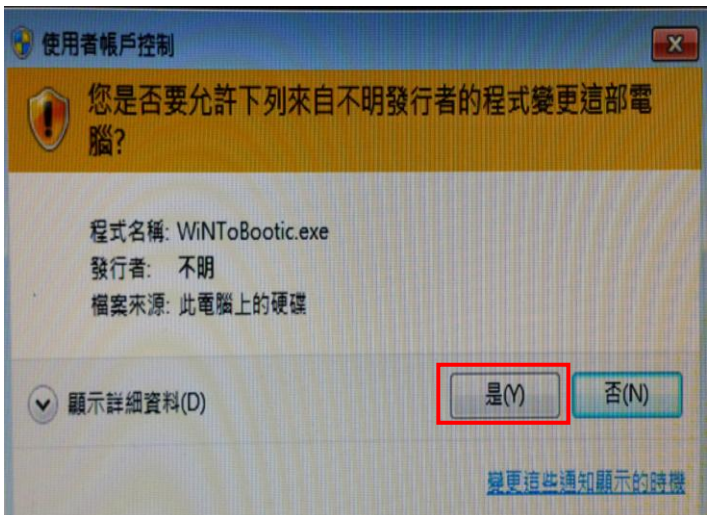 使用者帳戶控制
您是否要允許下列來自不明發行者的程式變更這部電
腦?
程式名稱: WiNToBootic.exe
發行者: 不明
檔案來源: 此電腦上的硬碟
顯示詳細資料(D)
是(Y)
否(N)
變更這些通知顯示的時機